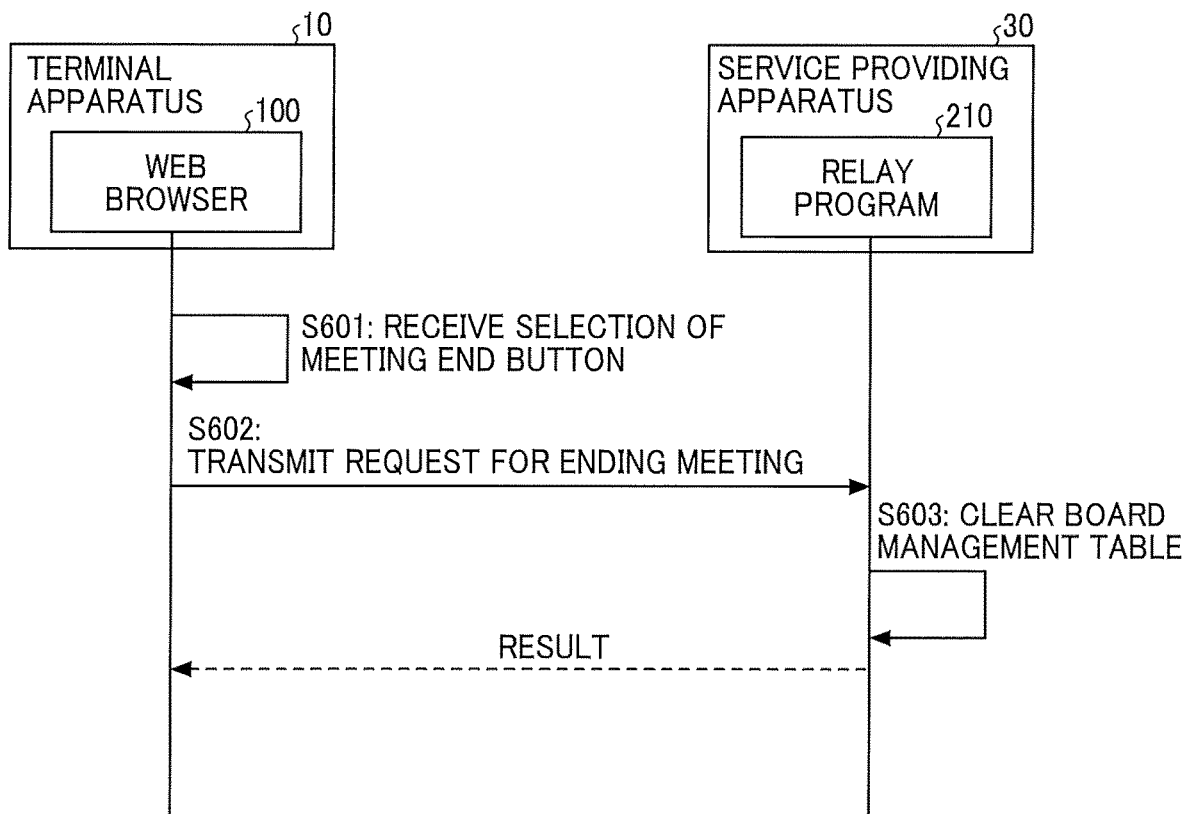 10
TERMINAL
APPARATUS
100
WEB
BROWSER
30
SERVICE PROVIDING
APPARATUS
210
RELAY
PROGRAM
S601: RECEIVE SELECTION OF
MEETING END BUTTON
S602:
TRANSMIT REQUEST FOR ENDING MEETING
S603: CLEAR BOARD
MANAGEMENT TABLE
RESULT